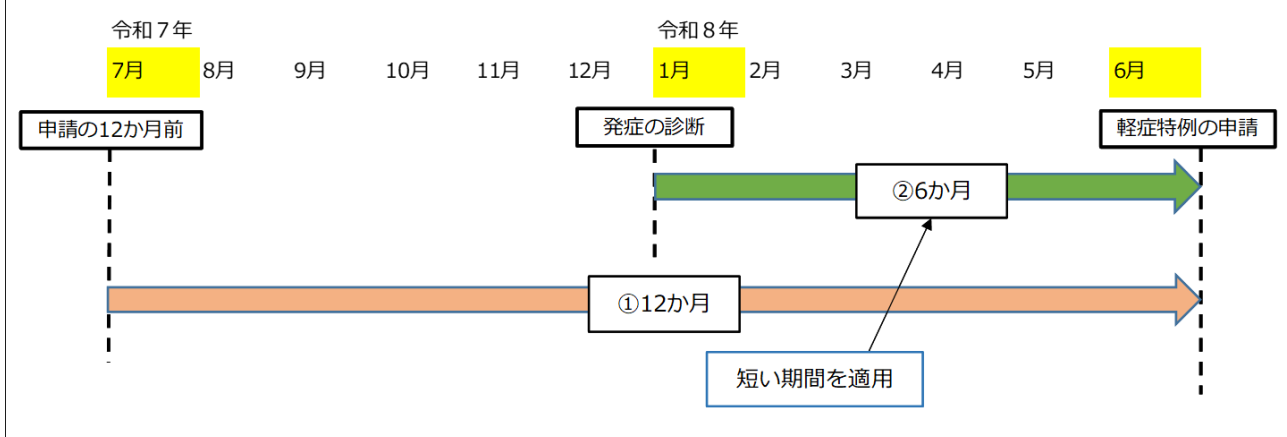 令和７年
令和８年
7月 8月 9月 10月 11月 12月 1月 2月 3月 4月 5月 6月
申請の12か月前
発症の診断
軽症特例の申請
②6か月
①12か月
短い期間を適用